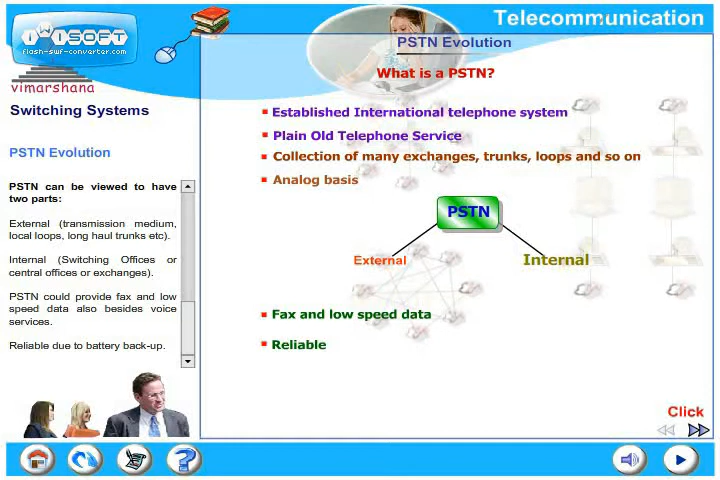 Telecommunication
iWiSOFT
flash-swf-converter.com
vimarshana
Switching Systems
PSTN Evolution
PSTN can be viewed to have
two parts:
External (transmission medium,
local loops, long haul trunks etc).
Internal (Switching Offices or
central offices or exchanges).
PSTN could provide fax and low
speed data also besides voice
services.
Reliable due to battery back-up.
PSTN Evolution
What is a PSTN?
Established International telephone system
Plain Old Telephone Service
Collection of many exchanges, trunks, loops and so on
Analog basis
PSTN
External
Internal
Fax and low speed data
Reliable
Click